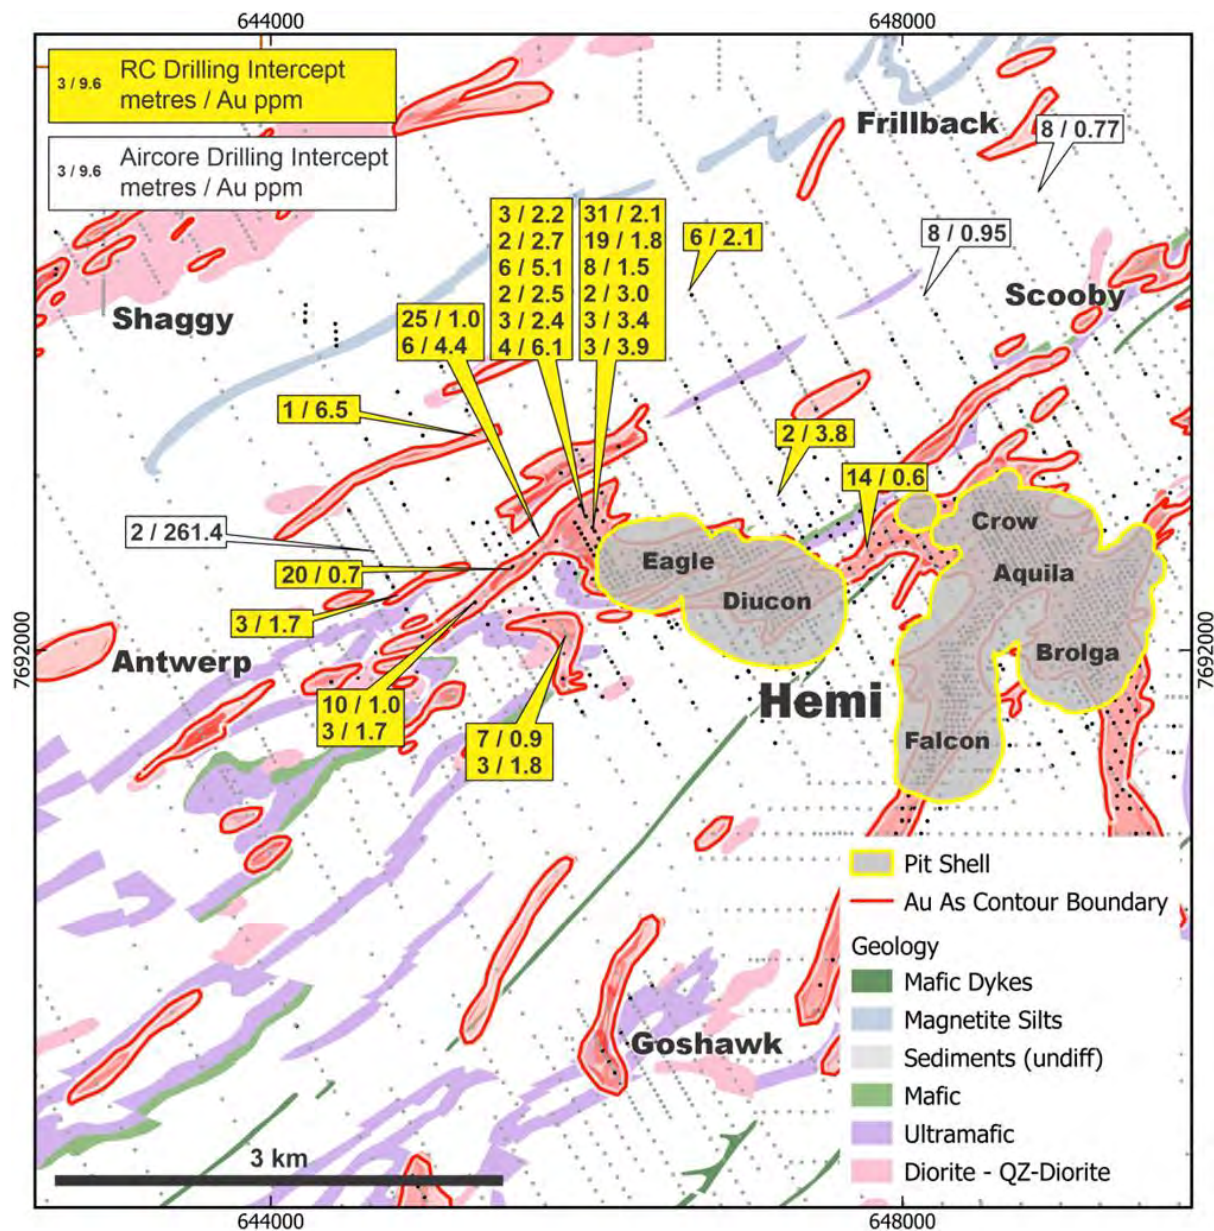 644000
648000
3 / 9.6
RC Drilling Intercept
metres / Au ppm
3 / 9.6
Aircore Drilling Intercept
metres / Au ppm
Frillback
8 / 0.77
3 / 2.2
2 / 2.7
6 / 5.1
2 / 2.5
3 / 2.4
4 / 6.1
31 / 2.1
19 / 1.8
8 / 1.5
2 / 3.0
3 / 3.4
3 / 3.9
6 / 2.1
8 / 0.95
Scooby
Shaggy
25 / 1.0
6 / 4.4
1 / 6.5
2 / 3.8
14 / 0.6
2 / 261.4
Crow
Eagle
Aquila
20 / 0.7
Diucon
3 / 1.7
7692000
7692000
Antwerp
Brolga
Hemi
10 / 1.0
3 / 1.7
7 / 0.9
3 / 1.8
Falcon
Pit Shell
Au As Contour Boundary
Geology
Mafic Dykes
Magnetite Silts
Sediments (undiff)
Mafic
Ultramafic
Diorite - QZ-Diorite
Goshawk
3 km
644000
648000